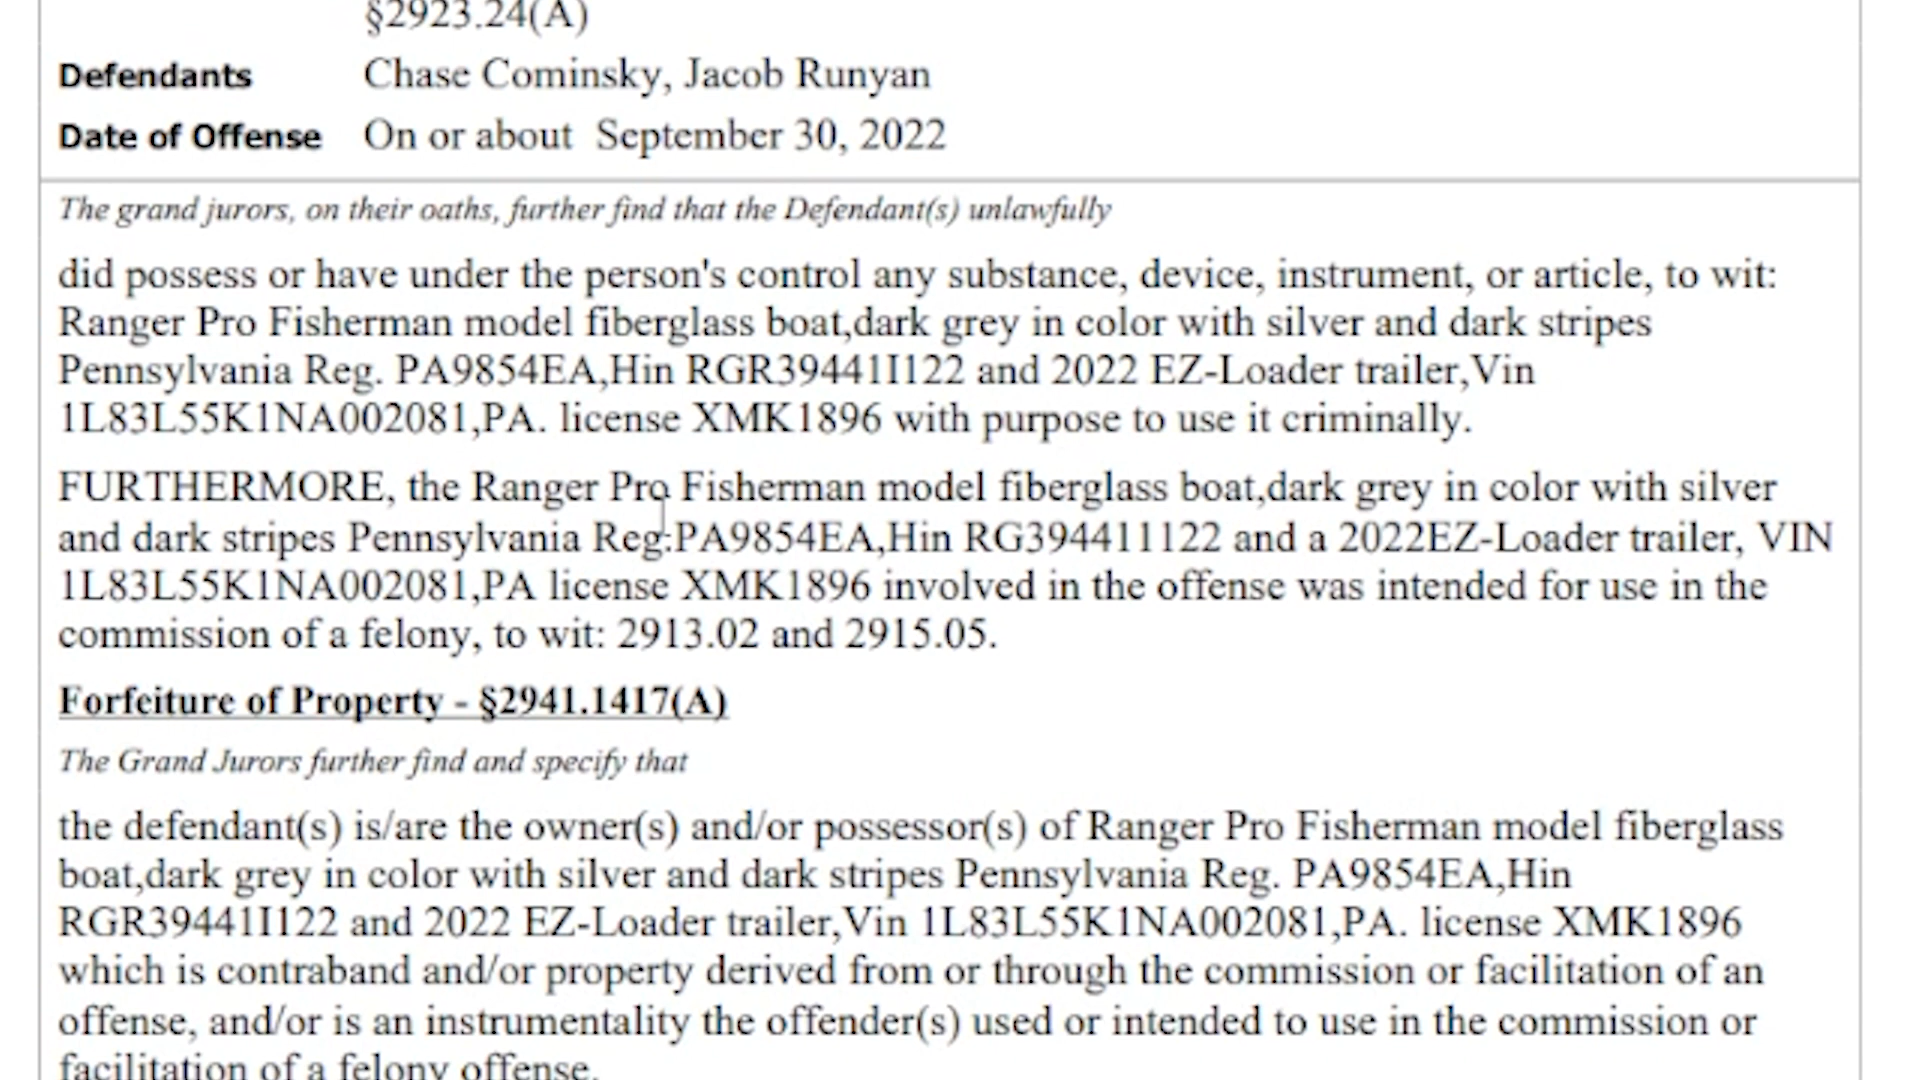 §2923.24(A)
Defendants Chase Cominsky, Jacob Runyan
Date of Offense On or about September 30, 2022
The grand jurors, on their oaths, further find that the Defendant(s) unlawfully
did possess or have under the person's control any substance, device, instrument, or article, to wit:
Ranger Pro Fisherman model fiberglass boat,dark grey in color with silver and dark stripes
Pennsylvania Reg. PA9854EA,Hin RGR39441I122 and 2022 EZ-Loader trailer,Vin
1L83L55K1NA002081,PA. license XMK1896 with purpose to use it criminally.
FURTHERMORE, the Ranger Pro Fisherman model fiberglass boat,dark grey in color with silver
and dark stripes Pennsylvania Reg:PA9854EA,Hin RG394411122 and a 2022EZ-Loader trailer, VIN
1L83L55K1NA002081,PA license XMK1896 involved in the offense was intended for use in the
commission of a felony, to wit: 2913.02 and 2915.05.
Forfeiture of Property - §2941.1417(A)
The Grand Jurors further find and specify that
the defendant(s) is/are the owner(s) and/or possessor(s) of Ranger Pro Fisherman model fiberglass
boat,dark grey in color with silver and dark stripes Pennsylvania Reg. PA9854EA,Hin
RGR39441I122 and 2022 EZ-Loader trailer,Vin 1L83L55K1NA002081,PA. license XMK1896
which is contraband and/or property derived from or through the commission or facilitation of an
offense, and/or is an instrumentality the offender(s) used or intended to use in the commission or
facilitation of a felony offense.